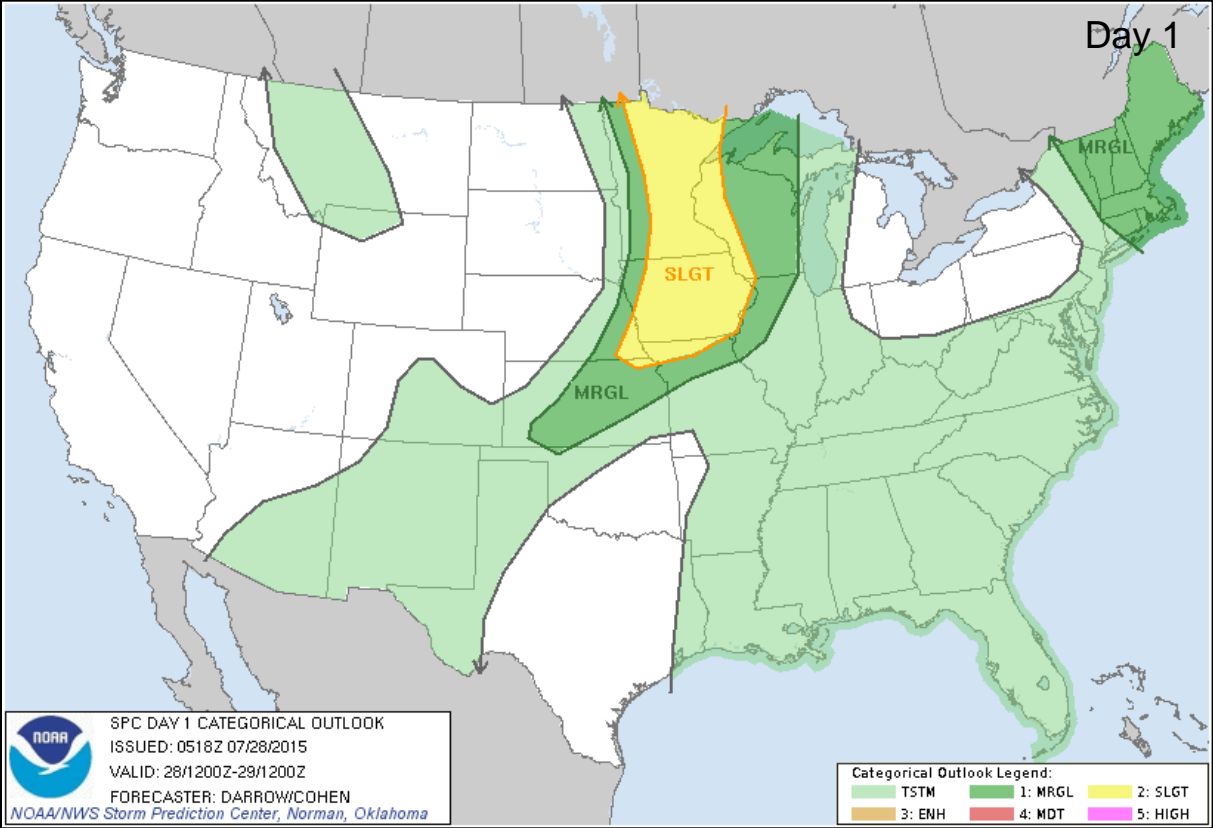 Day 1
MRGL
SLGT
MRGL
NOAA
SPC DAY 1 CATEGORICAL OUTLOOK
ISSUED: 0518Z 07/28/2015
VALID: 28/1200Z-29/1200Z
FORECASTER: DARROW/COHEN
NOAA/NWS Storm Prediction Center, Norman, Oklahoma
Categorical Outlook Legend:
TSTM 1: MRGL 2: SLGT
3: ENH 4: MDT 5: HIGH